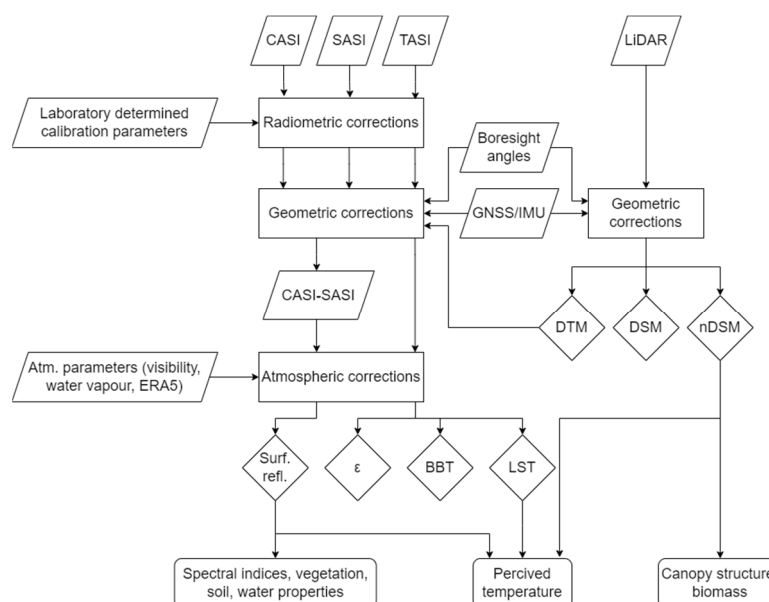 CASI
SASI
TASI
LiDAR
Laboratory determined
calibration parameters
Radiometric corrections
Boresight
angles
Geometric corrections
GNSS/IMU
Geometric
corrections
CASI-SASI
DTM
DSM
nDSM
Atm. parameters (visibility,
water vapour, ERA5)
Atmospheric corrections
Surf.
refl.
ε
BBT
LST
Spectral indices, vegetation,
soil, water properties
Percived
temperature
Canopy structure
biomass